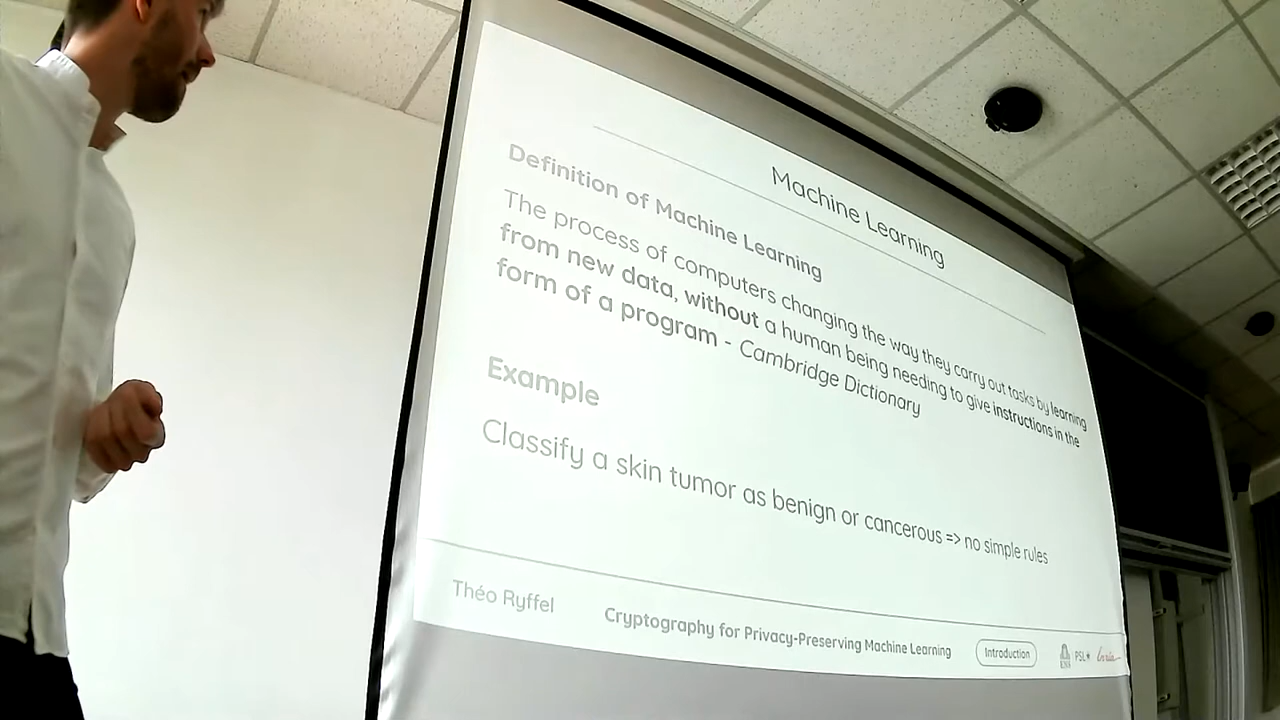 Machine Learning
Definition of Machine Learning
The process of computers changing the way they carry out tasks by learning
from new data, without a human being needing to give instructions in the
form of a program - Cambridge Dictionary
Example
Classify a skin tumor as benign or cancerous => no simple rules
Théo Ryffel
Cryptography for Privacy-Preserving Machine Learning
Introduction
ENS
PSL★
Inria